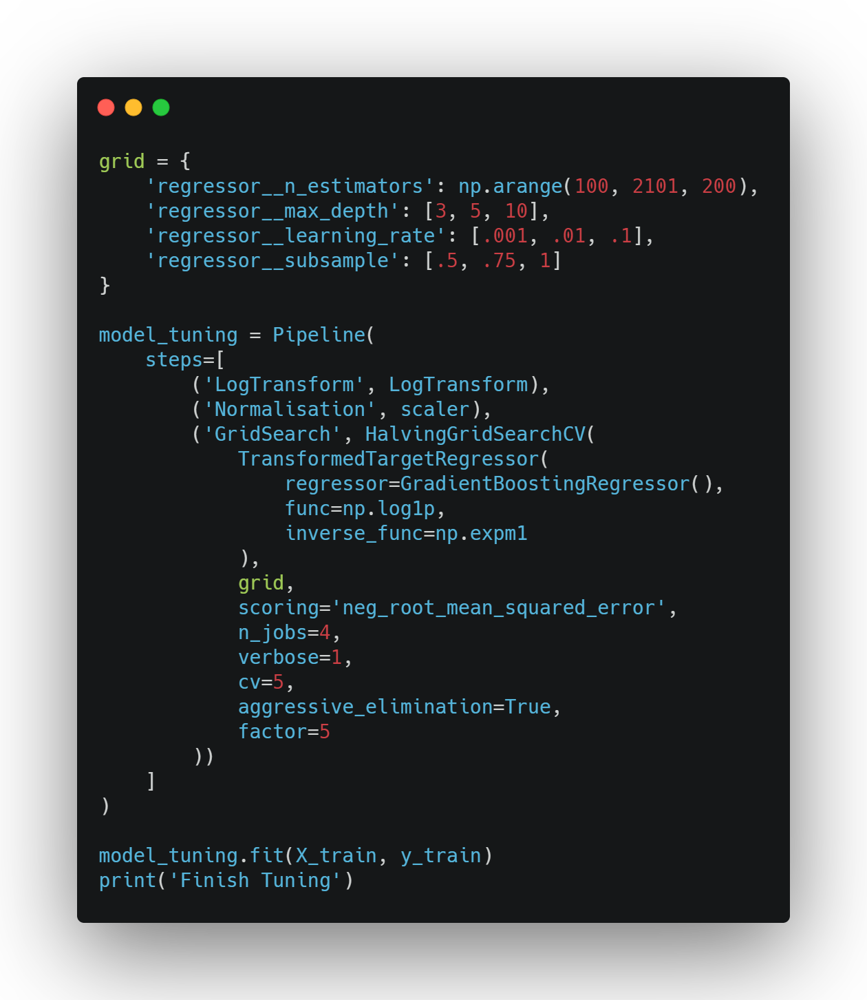 grid = {
    'regressor__n_estimators': np.arange(100, 2101, 200),
    'regressor__max_depth': [3, 5, 10],
    'regressor__learning_rate': [.001, .01, .1],
    'regressor__subsample': [.5, .75, 1]
}

model_tuning = Pipeline(
    steps=[
        ('LogTransform', LogTransform),
        ('Normalisation', scaler),
        ('GridSearch', HalvingGridSearchCV(
            TransformedTargetRegressor(
                regressor=GradientBoostingRegressor(),
                func=np.log1p,
                inverse_func=np.expm1
            ),
            grid,
            scoring='neg_root_mean_squared_error',
            n_jobs=4,
            verbose=1,
            cv=5,
            aggressive_elimination=True,
            factor=5
        ))
    ]
)

model_tuning.fit(X_train, y_train)
print('Finish Tuning')